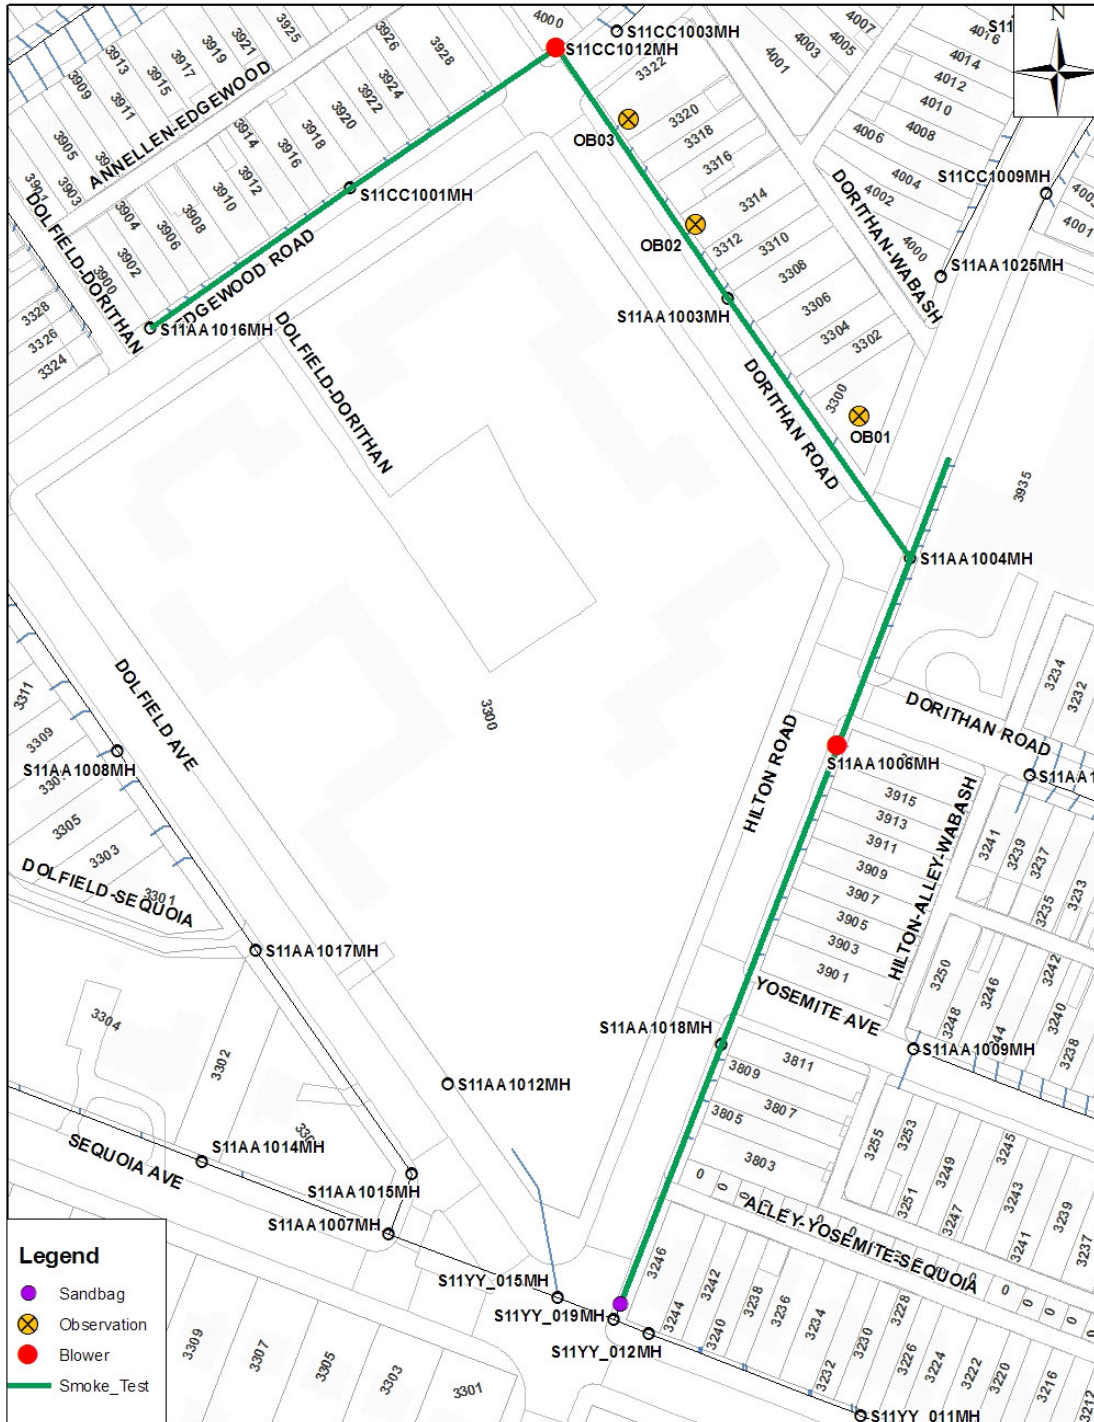 N
4000
S11CC1003MH
S11CC1012MH
4007
4003
4005
4001
S11
4016
4014
4012
4010
4008
4006
4004
4002
4000
3925
3921
3919
3917
3915
3913
3911
3909
3905
3903
3901
3926
3928
3924
3922
3920
3918
3916
3914
3912
3910
3908
3906
3904
3902
3900
ANNELLEN-EDGEWOOD
3322
3320
3318
3316
3314
3312
3310
3308
3306
3304
3302
3300
OB03
OB02
OB01
S11CC1001MH
S11CC1009MH
4001
S11AA1025MH
DORITHAN-WABASH
DOLFIELD-DORITHAN
EDGEWOOD ROAD
S11AA1016MH
S11AA1003MH
3328
3326
3324
DOLFIELD-DORITHAN
DORITHAN ROAD
3935
S11AA1004MH
3234
3232
DORITHAN ROAD
3311
3309
3305
3303
3301
DOLFIELD AVE
S11AA1008MH
3300
HILTON ROAD
S11AA1006MH
S11AA1
3915
3913
3911
3909
3907
3905
3903
3901
HILTON-ALLEY-WABASH
3241
3239
3237
3235
3233
DOLFIELD-SEQUOIA
S11AA1017MH
YOSEMITE AVE
3250
3248
3246
3242
3240
3238
3304
3302
S11AA1018MH
S11AA1009MH
S11AA1012MH
3811
3809
3807
3805
3803
3255
3253
3251
3249
3247
3245
3243
3241
3239
3237
SEQUOIA AVE
S11AA1014MH
S11AA1015MH
S11AA1007MH
ALLEY-YOSEMITE-SEQUOIA
S11YY_015MH
S11YY_019MH
S11YY_012MH
S11YY_011MH
3246
3244
3242
3240
3238
3236
3234
3232
3230
3228
3226
3224
3222
3220
3216
3212
3309
3307
3305
3303
3301
Legend
Sandbag
Observation
Blower
Smoke_Test